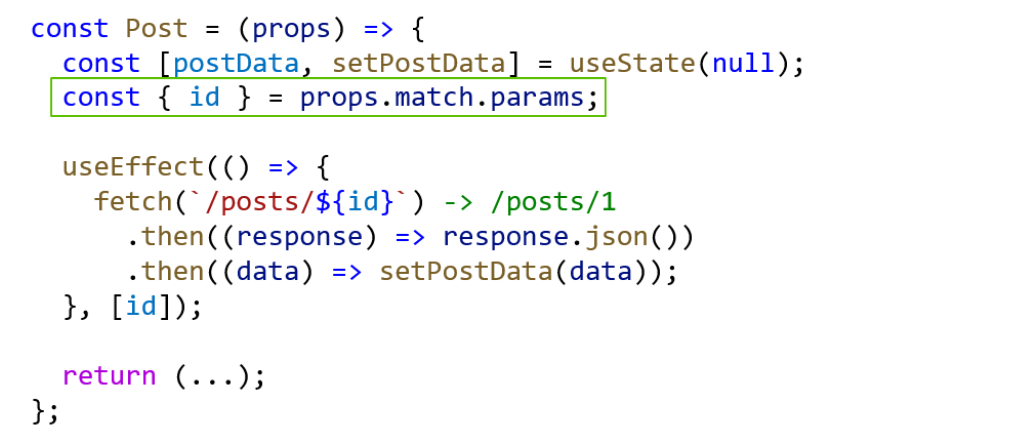 const Post = (props) => {
  const [postData, setPostData] = useState(null);
  const { id } = props.match.params;
  useEffect(() => {
    fetch(`/posts/${id}`) -> /posts/1
      .then((response) => response.json())
      .then((data) => setPostData(data));
  }, [id]);
  return (...);
};